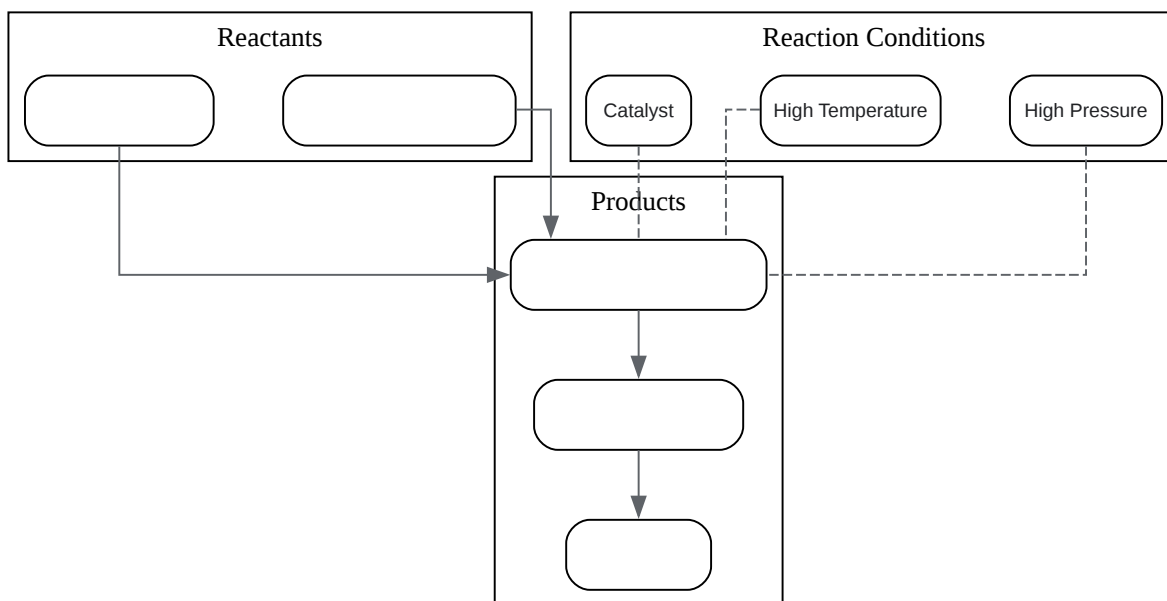 Reactants
Reaction Conditions
Catalyst
High Temperature
High Pressure
Products